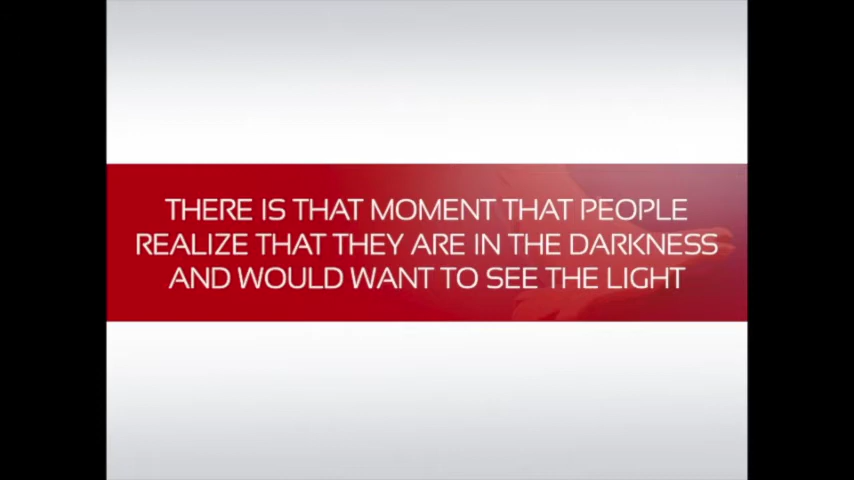 THERE IS THAT MOMENT THAT PEOPLE
REALIZE THAT THEY ARE IN THE DARKNESS
AND WOULD WANT TO SEE THE LIGHT